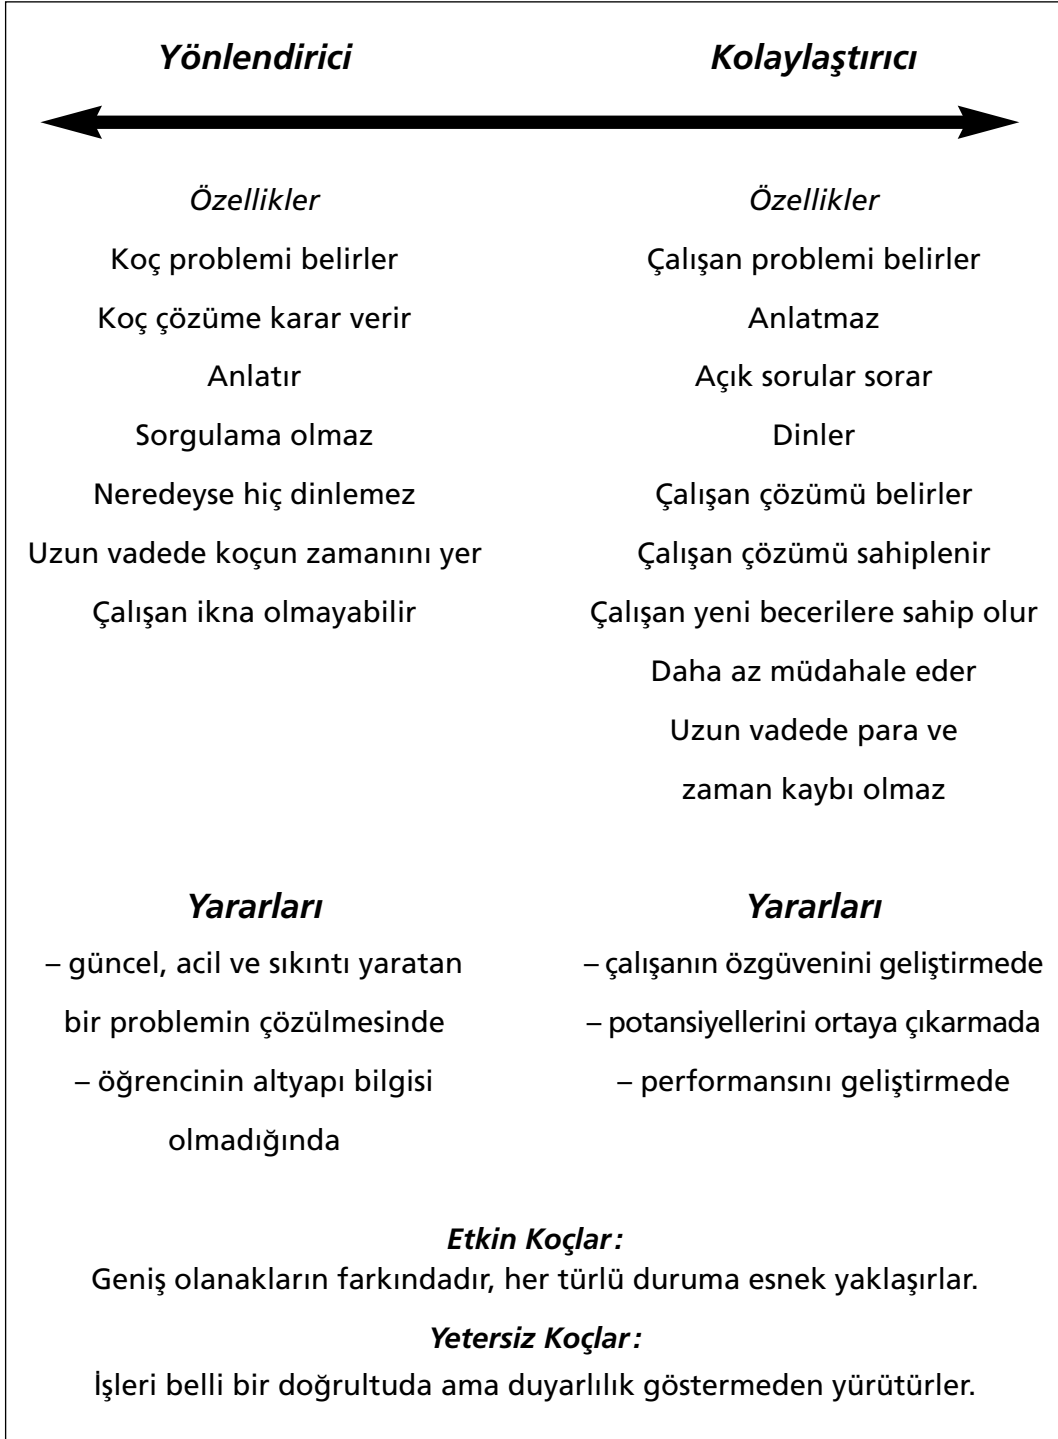 Yönlendirici
Özellikler
Koç problemi belirler
Koç çözüme karar verir
Anlatır
Sorgulama olmaz
Neredeyse hiç dinlemez
Uzun vadede koçun zamanını yer
Çalışan ikna olmayabilir
Yararları
– güncel, acil ve sıkıntı yaratan
bir problemin çözülmesinde
– öğrencinin altyapı bilgisi
olmadığında
Kolaylaştırıcı
Özellikler
Çalışan problemi belirler
Anlatmaz
Açık sorular sorar
Dinler
Çalışan çözümü belirler
Çalışan çözümü sahiplenir
Çalışan yeni becerilere sahip olur
Daha az müdahale eder
Uzun vadede para ve
zaman kaybı olmaz
Yararları
– çalışanın özgüvenini geliştirmede
– potansiyellerini ortaya çıkarmada
– performansını geliştirmede
Etkin Koçlar:
Geniş olanakların farkındadır, her türlü duruma esnek yaklaşırlar.
Yetersiz Koçlar:
İşleri belli bir doğrultuda ama duyarlılık göstermeden yürütürler.